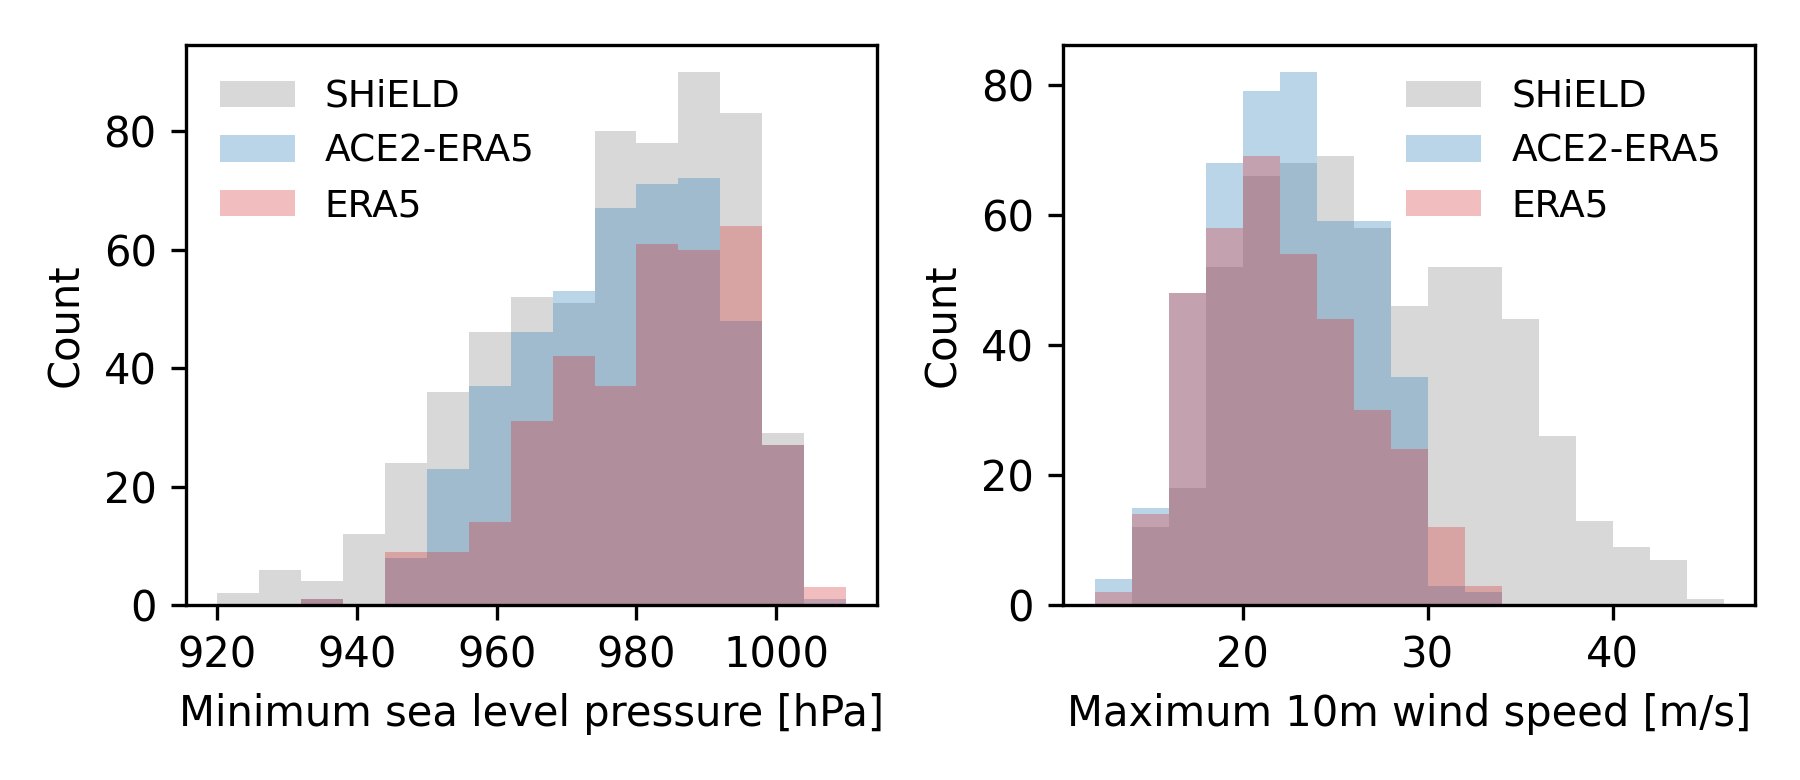 SHiELD
ACE2-ERA5
ERA5
80
60
40
20
0
Count
920 940 960 980 1000
Minimum sea level pressure [hPa]
SHiELD
ACE2-ERA5
ERA5
80
60
40
20
0
Count
20 30 40
Maximum 10m wind speed [m/s]